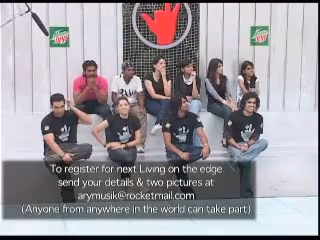 To register for next Living on the edge
send your details & two pictures at
arymusik@rocketmail.com
(Anyone from anywhere in the world can take part)